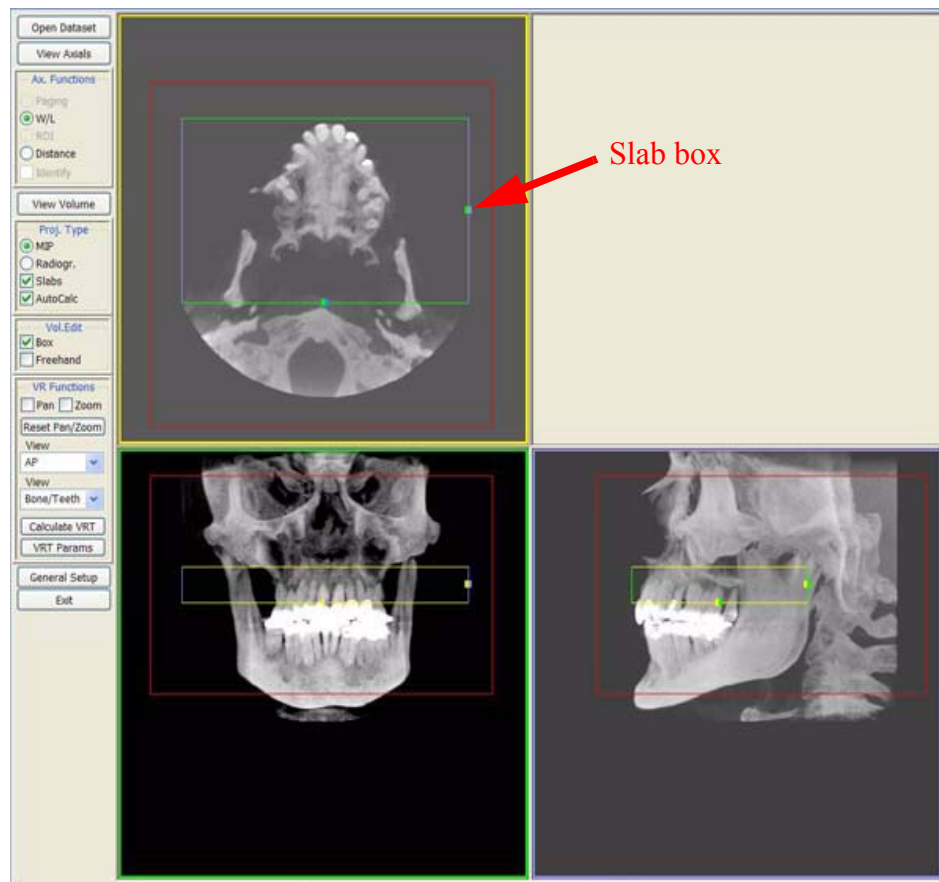 Open Dataset
View Axials
Ax. Functions
Paging
W/L
ROI
Distance
Identify
View Volume
Proj. Type
MIP
Radiogr.
Slabs
AutoCalc
Vol.Edit
Box
Freehand
VR Functions
Pan Zoom
Reset Pan/Zoom
View
AP
View
Bone/Teeth
Calculate VRT
VRT Params
General Setup
Exit
Slab box